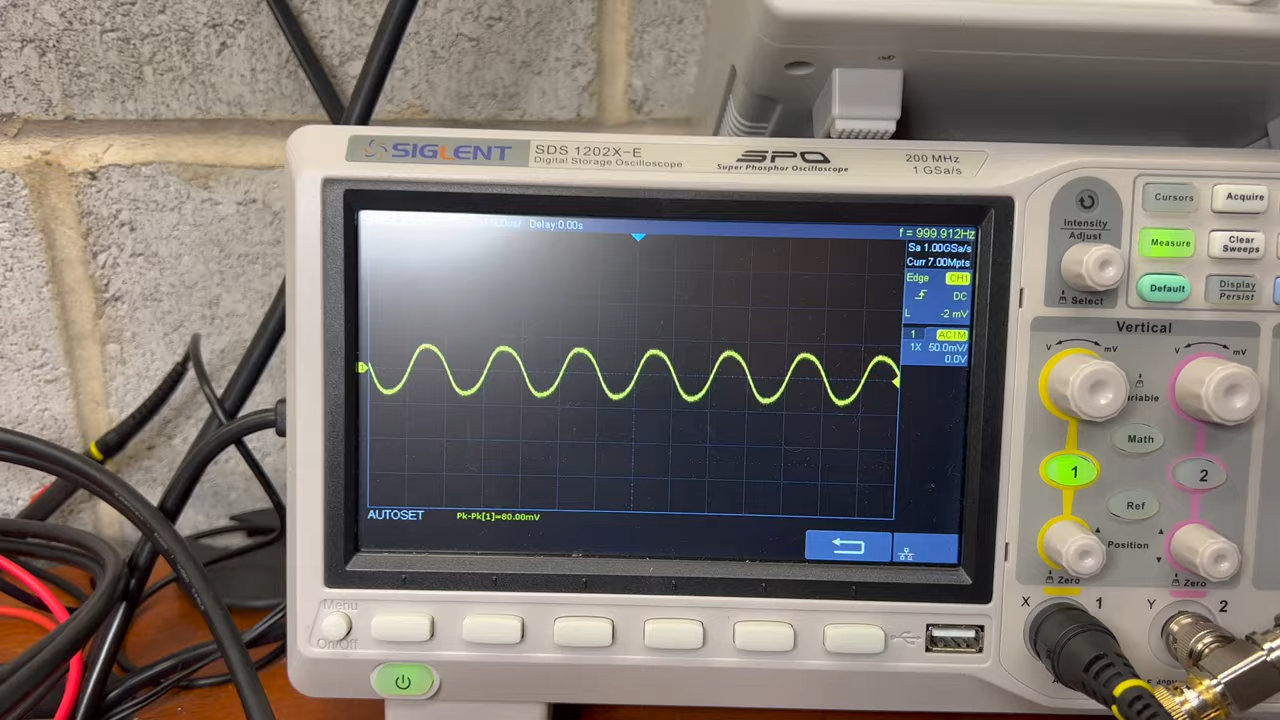 SIGLENT
SDS 1202X-E
Digital Storage Oscilloscope
SPO
Super Phosphor Oscilloscope
200 MHz
1 GSa/s
Delay:0.00s
f = 999.912Hz
Sa 1.00GSa/s
Curr 7.00Mpts
Edge CH1
DC
L -2 mV
1 AC1M
1X 50.0mV/
0.0V
AUTOSET
Pk-Pk[1]=80.00mV
Menu
On/Off
Intensity
Adjust
Select
Cursors
Acquire
Measure
Clear
Sweeps
Default
Display
Persist
Vertical
V mV
V mV
Math
1
2
Ref
Position
Zero
Zero
X 1
Y 2